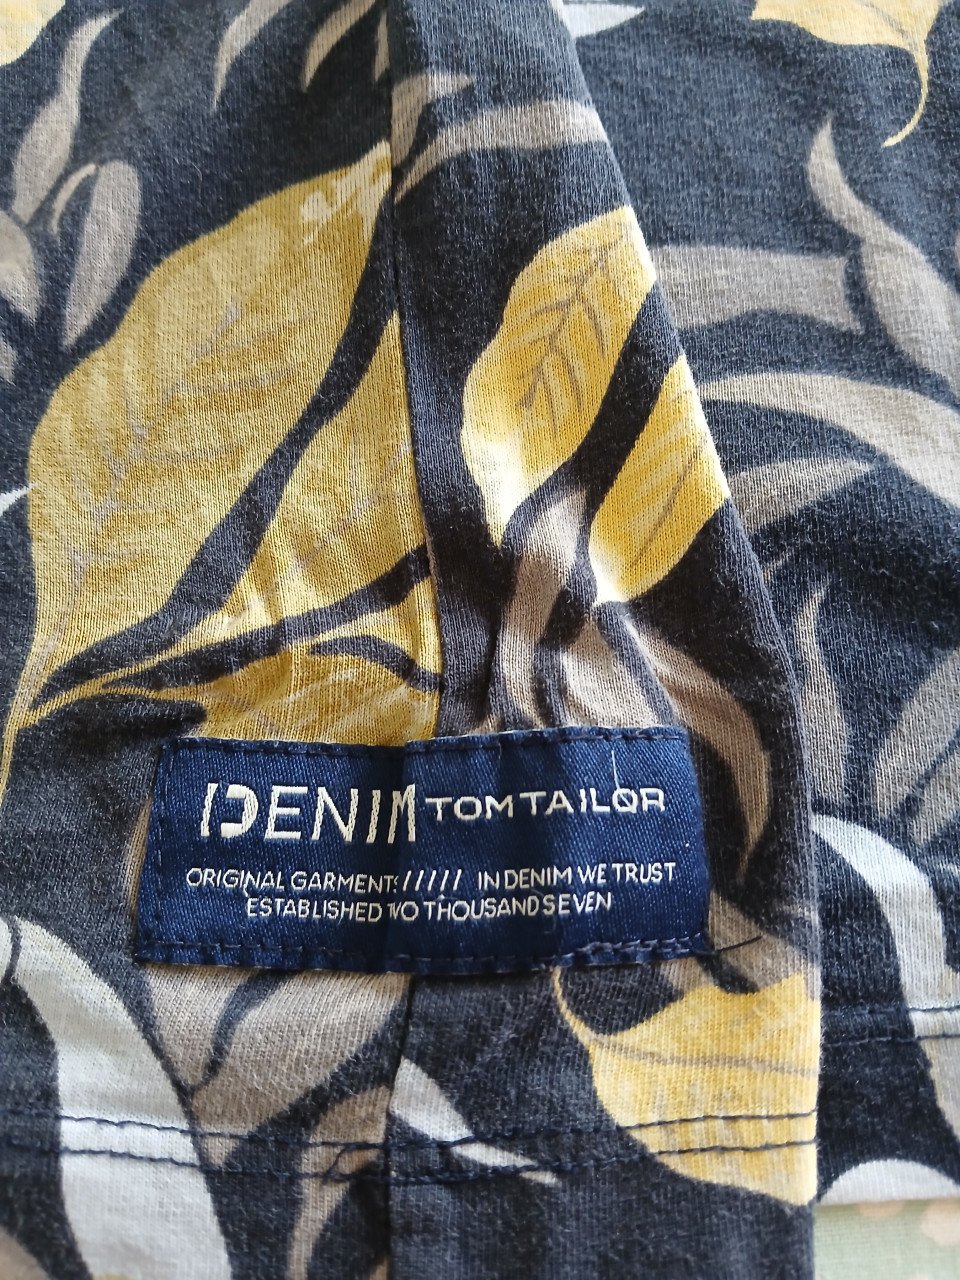 DENIM TOM TAILOR
ORIGINAL GARMENTS ///// IN DENIM WE TRUST
ESTABLISHED TWO THOUSAND SEVEN